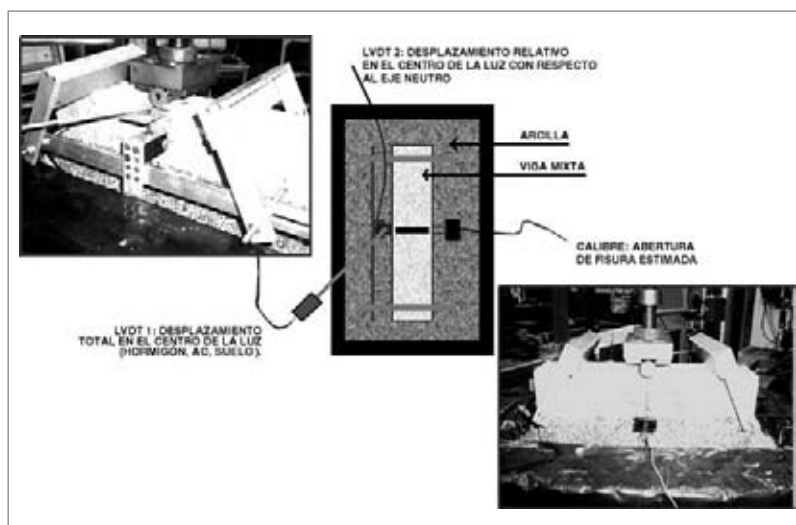 LVDT 2: DESPLAZAMIENTO RELATIVO
EN EL CENTRO DE LA LUZ CON RESPECTO
AL EJE NEUTRO
ARCILLA
VIGA MIXTA
CALIBRE: ABERTURA
DE FISURA ESTIMADA
LVDT 1: DESPLAZAMIENTO
TOTAL EN EL CENTRO DE LA LUZ
(HORMIGÓN, AC, SUELO).